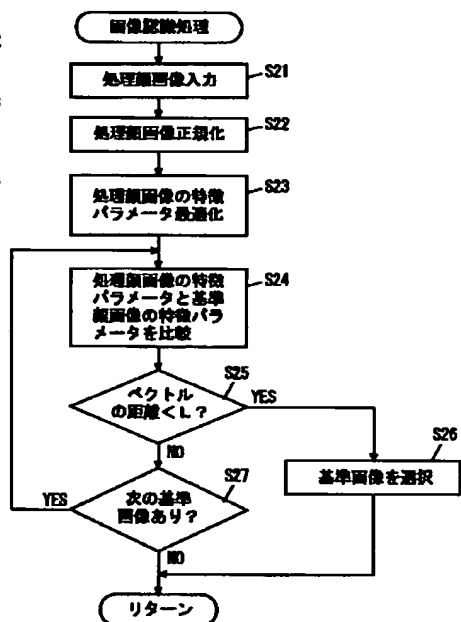 画像認識処理
処理顔画像入力
S21
処理顔画像正規化
S22
処理顔画像の特徴
パラメータ最適化
S23
処理顔画像の特徴
パラメータと基準
顔画像の特徴パラ
メータを比較
S24
ベクトル
の距離<L?
S25
YES
NO
基準画像を選択
S26
次の基準
画像あり?
S27
YES
NO
リターン